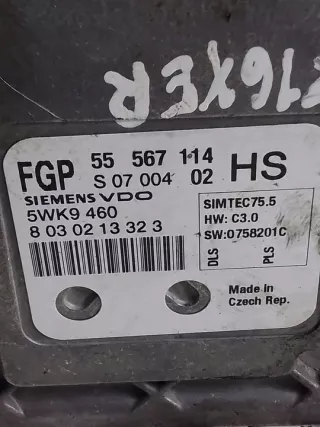 Z16XER
FGP 55 567 114 HS
S 07 004 02
SIEMENS VDO
5WK9 460
8 03 02 13 32 3
SIMTEC75.5
HW: C3.0
SW:0758201C
DLS PLS
Made in
Czech Rep.